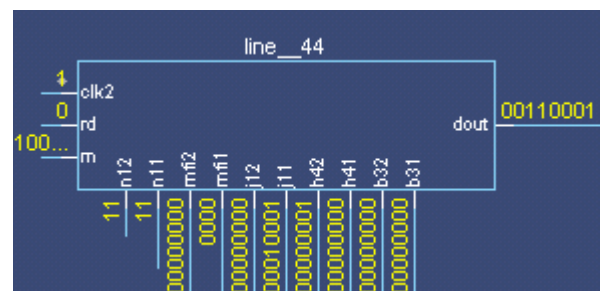 line__44
1
clk2
0
rd
100...
m
dout
00110001
n12
n11
mfi2
mfi1
j12
j11
h42
h41
b32
b31
11
11
00000000
0000
00000000
00010001
00000001
00000000
00000000
00000000